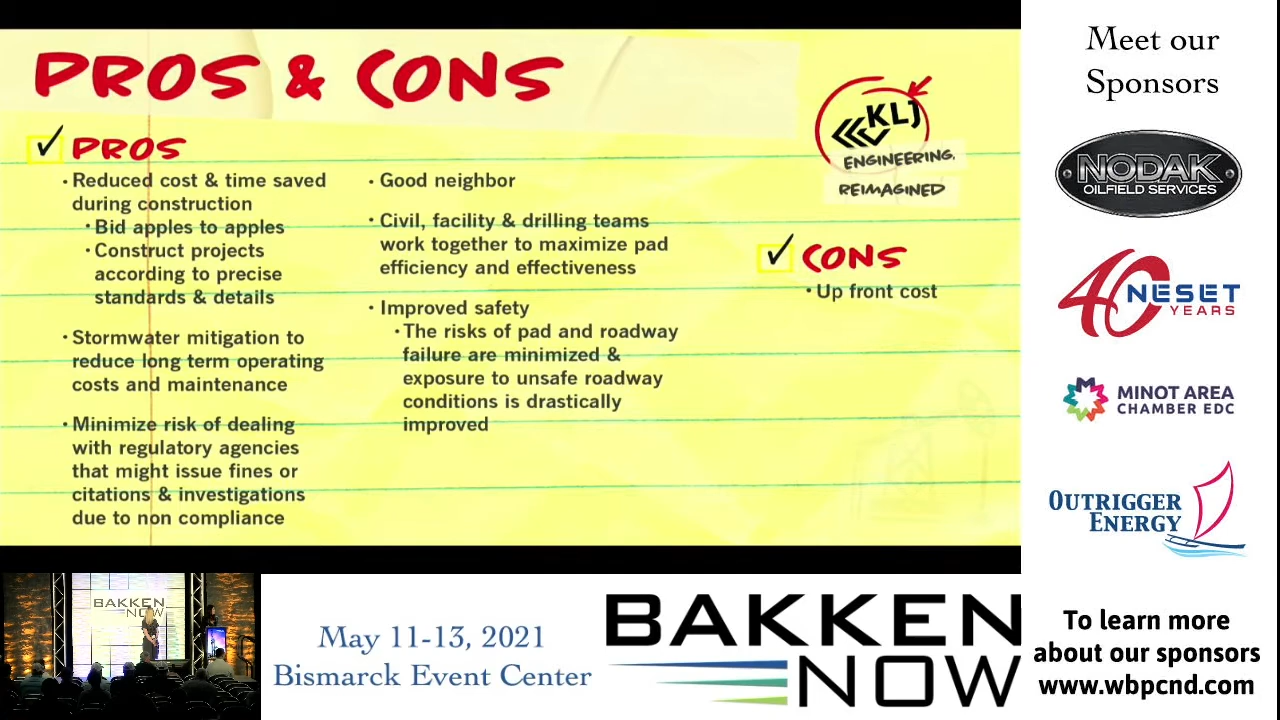 PROS & CONS
KLJ
ENGINEERING,
REIMAGINED
PROS
• Reduced cost & time saved
during construction
• Bid apples to apples
• Construct projects
according to precise
standards & details
• Stormwater mitigation to
reduce long term operating
costs and maintenance
• Minimize risk of dealing
with regulatory agencies
that might issue fines or
citations & investigations
due to non compliance
• Good neighbor
• Civil, facility & drilling teams
work together to maximize pad
efficiency and effectiveness
• Improved safety
• The risks of pad and roadway
failure are minimized &
exposure to unsafe roadway
conditions is drastically
improved
CONS
• Up front cost
Meet our
Sponsors
NODAK
OILFIELD SERVICES
40 NESET
YEARS
MINOT AREA
CHAMBER EDC
OUTRIGGER
ENERGY
To learn more
about our sponsors
www.wbpcnd.com
BAKKEN
NOW
May 11-13, 2021
Bismarck Event Center
BAKKEN
NOW